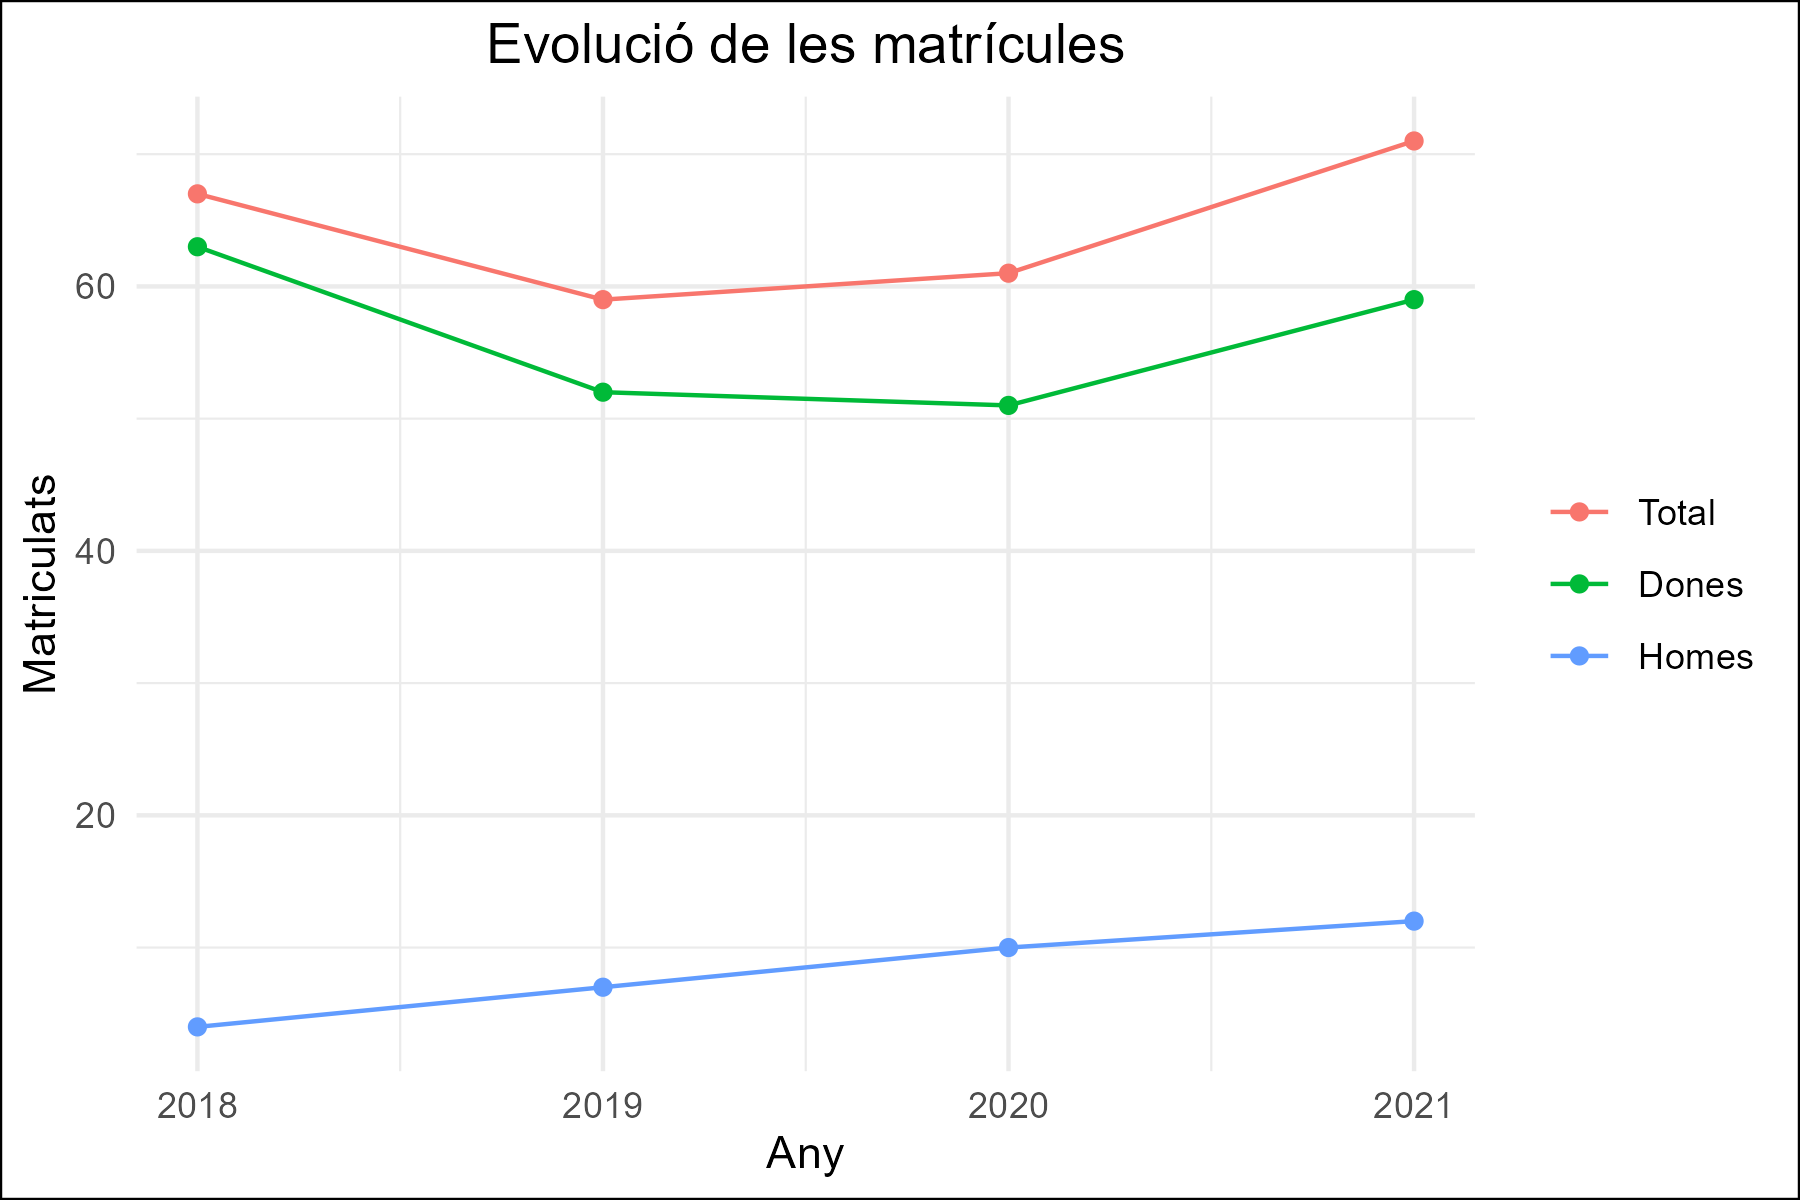 Evolució de les matrícules
Matriculats
60
40
20
2018
2019
2020
2021
Any
Total
Dones
Homes